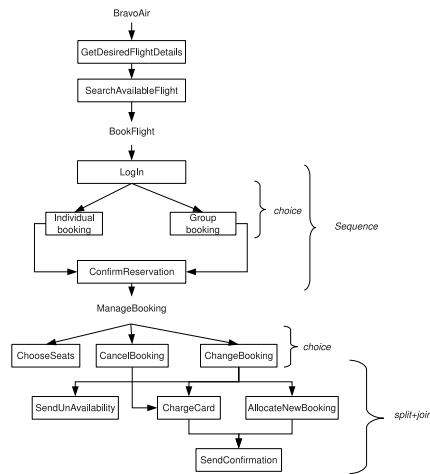 BravoAir
GetDesiredFlightDetails
SearchAvailableFlight
BookFlight
LogIn
choice
Individual
booking
Group
booking
Sequence
ConfirmReservation
ManageBooking
choice
ChooseSeats
CancelBooking
ChangeBooking
SendUnAvailability
ChargeCard
AllocateNewBooking
split+joir
SendConfirmation